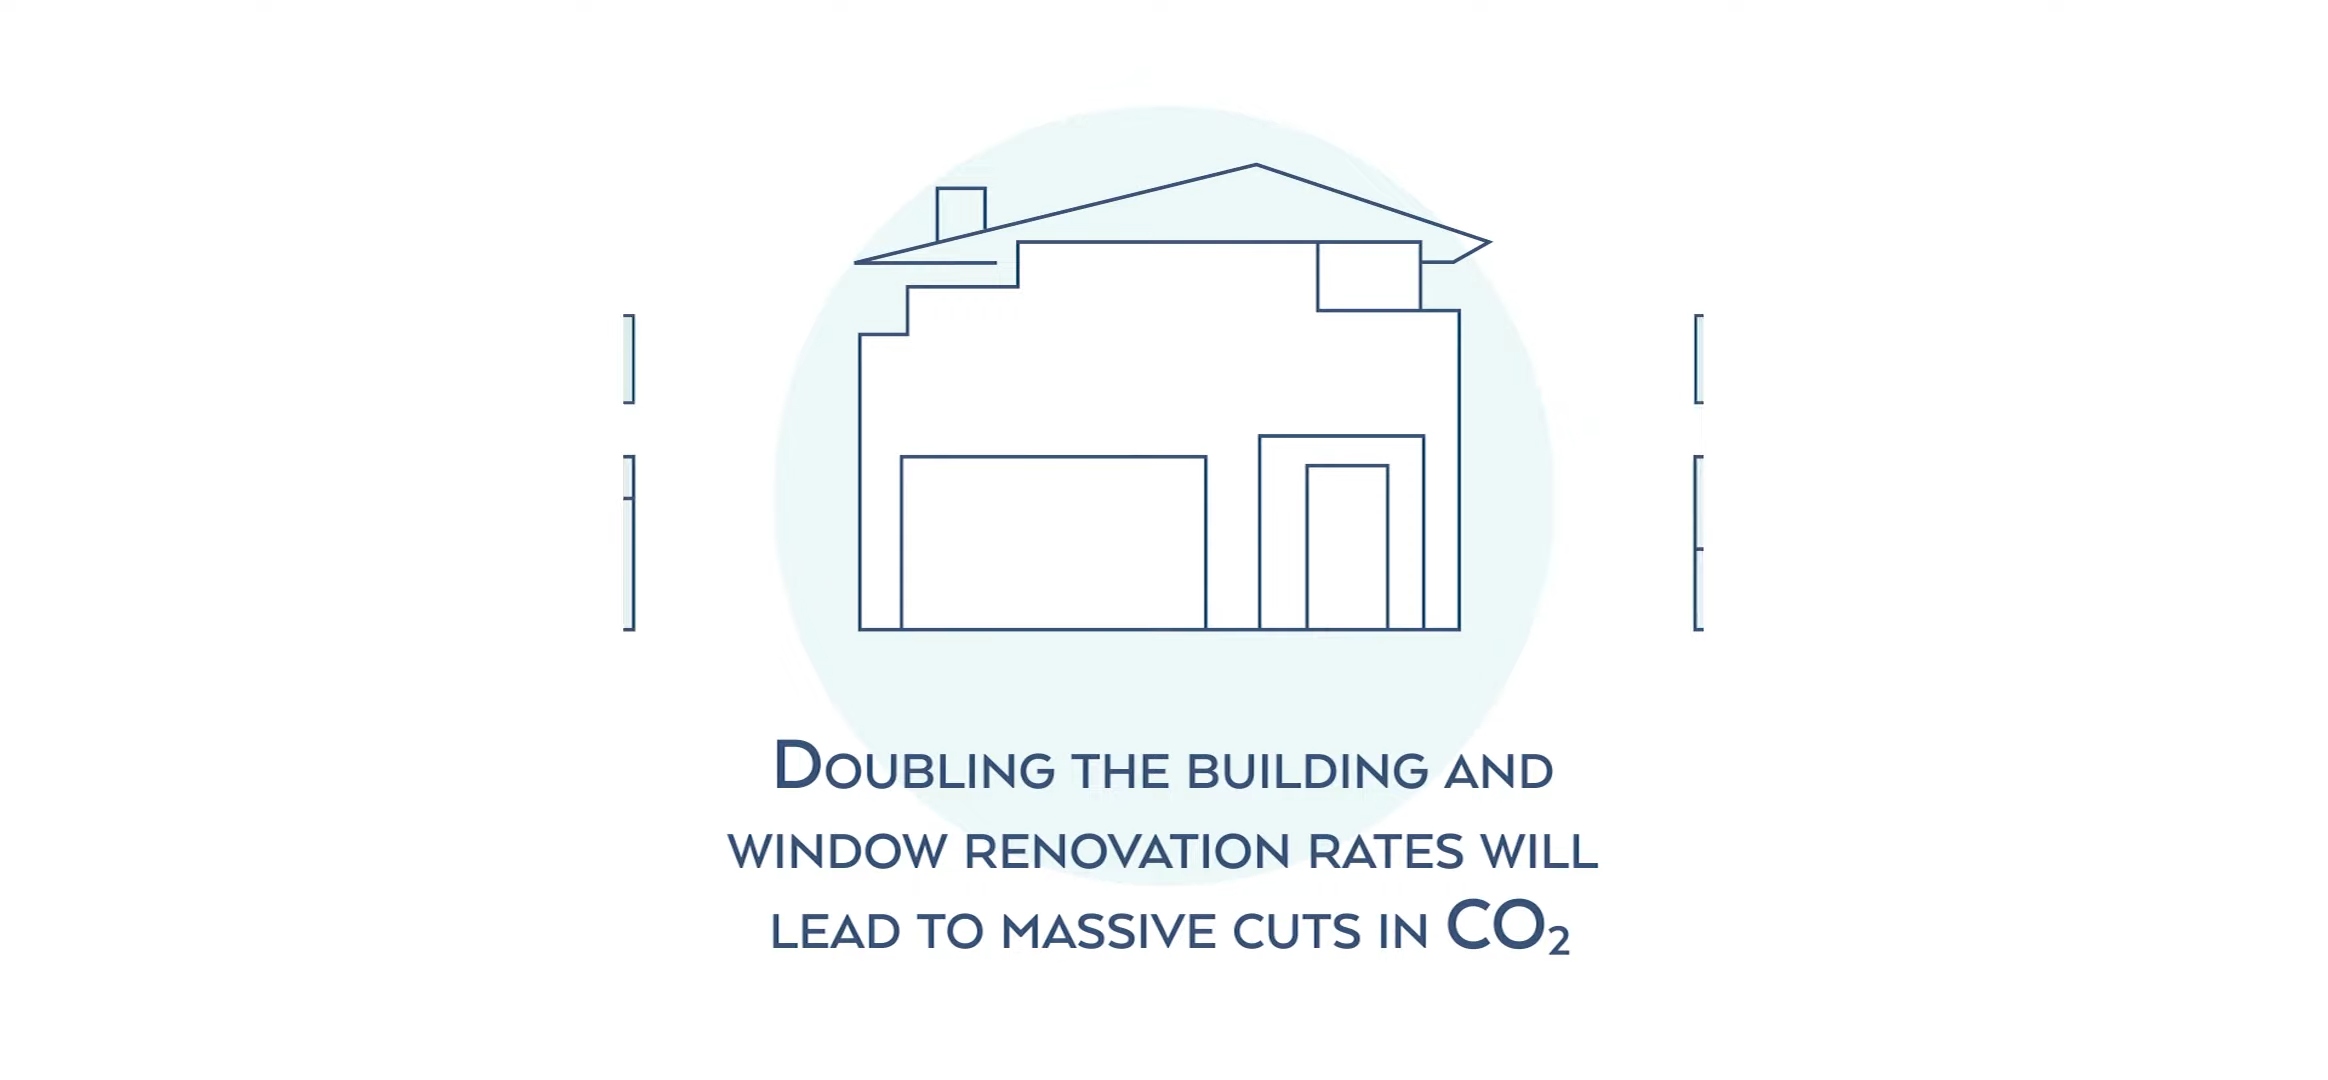 Doubling the building and
window renovation rates will
lead to massive cuts in CO₂